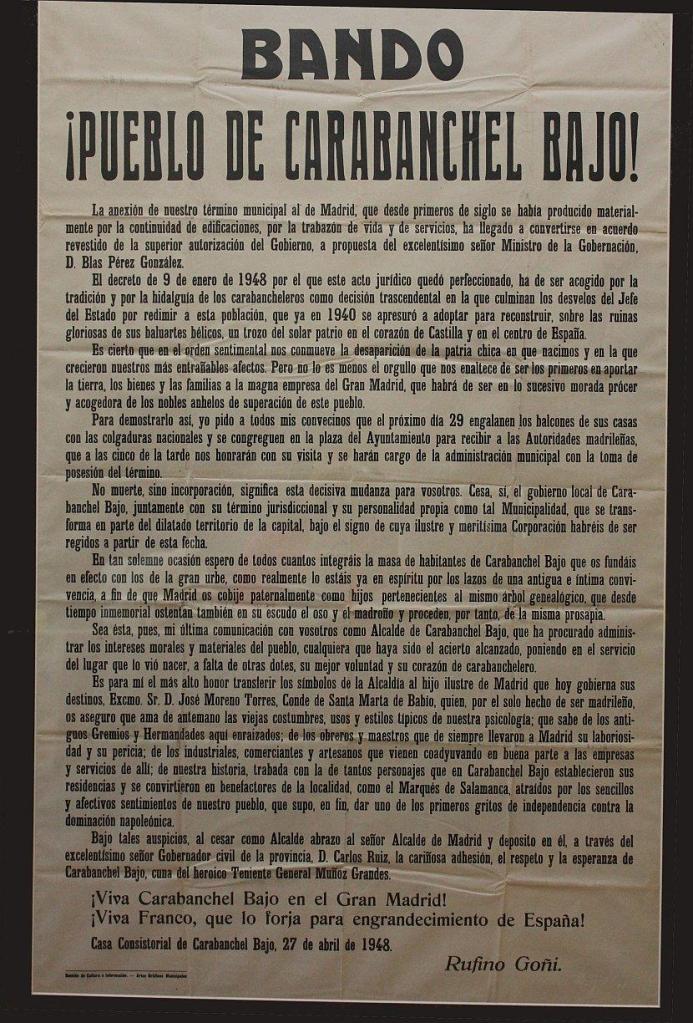 BANDO
¡PUEBLO DE CARABANCHEL BAJO!
La anexión de nuestro término municipal al de Madrid, que desde primeros de siglo se había producido material-
mente por la continuidad de edificaciones, por la trabazón de vida y de servicios, ha llegado a convertirse en acuerdo
revestido de la superior autorización del Gobierno, a propuesta del excelentísimo señor Ministro de la Gobernación,
D. Blas Pérez González.
El decreto de 9 de enero de 1948 por el que este acto jurídico quedó perfeccionado, ha de ser acogido por la
tradición y por la hidalguía de los carabancheleros como decisión trascendental en la que culminan los desvelos del Jefe
del Estado por redimir a esta población, que ya en 1940 se apresuró a adoptar para reconstruir, sobre las ruinas
gloriosas de sus baluartes bélicos, un trozo del solar patrio en el corazón de Castilla y en el centro de España.
Es cierto que en el orden sentimental nos conmueve la desaparición de la patria chica en que nacimos y en la que
crecieron nuestros más entrañables afectos. Pero no lo es menos el orgullo que nos enaltece de ser los primeros en aportar
la tierra, los bienes y las familias a la magna empresa del Gran Madrid, que habrá de ser en lo sucesivo morada prócer
y acogedora de los nobles anhelos de superación de este pueblo.
Para demostrarlo así, yo pido a todos mis convecinos que el próximo día 29 engalanen los balcones de sus casas
con las colgaduras nacionales y se congreguen en la plaza del Ayuntamiento para recibir a las Autoridades madrileñas,
que a las cinco de la tarde nos honrarán con su visita y se harán cargo de la administración municipal con la toma de
posesión del término.
No muerte, sino incorporación, significa esta decisiva mudanza para vosotros. Cesa, sí, el gobierno local de Cara-
banchel Bajo, juntamente con su término jurisdiccional y su personalidad propia como tal Municipalidad, que se trans-
forma en parte del dilatado territorio de la capital, bajo el signo de cuya ilustre y meritísima Corporación habréis de ser
regidos a partir de esta fecha.
En tan solemne ocasión espero de todos cuantos integráis la masa de habitantes de Carabanchel Bajo que os fundáis
en efecto con los de la gran urbe, como realmente lo estáis ya en espíritu por los lazos de una antigua e íntima convi-
vencia, a fin de que Madrid os cobije paternalmente como hijos pertenecientes al mismo árbol genealógico, que desde
tiempo inmemorial ostentan también en su escudo el oso y el madroño y proceden, por tanto, de la misma prosapia.
Sea ésta, pues, mi última comunicación con vosotros como Alcalde de Carabanchel Bajo, que ha procurado adminis-
trar los intereses morales y materiales del pueblo, cualquiera que haya sido el acierto alcanzado, poniendo en el servicio
del lugar que lo vió nacer, a falta de otras dotes, su mejor voluntad y su corazón de carabanchelero.
Es para mí el más alto honor transferir los símbolos de la Alcaldía al hijo ilustre de Madrid que hoy gobierna sus
destinos, Excmo. Sr. D. José Moreno Torres, Conde de Santa Marta de Babío, quien, por el solo hecho de ser madrileño,
os aseguro que ama de antemano las viejas costumbres, usos y estilos típicos de nuestra psicología; que sabe de los anti-
guos Gremios y Hermandades aquí enraizados; de los obreros y maestros que de siempre llevaron a Madrid su laboriosi-
dad y su pericia; de los industriales, comerciantes y artesanos que vienen coadyuvando en buena parte a las empresas
y servicios de allí; de nuestra historia, trabada con la de tantos personajes que en Carabanchel Bajo establecieron sus
residencias y se convirtieron en benefactores de la localidad, como el Marqués de Salamanca, atraídos por los sencillos
y afectivos sentimientos de nuestro pueblo, que supo, en fin, dar uno de los primeros gritos de independencia contra la
dominación napoleónica.
Bajo tales auspicios, al cesar como Alcalde abrazo al señor Alcalde de Madrid y deposito en él, a través del
excelentísimo señor Gobernador civil de la provincia, D. Carlos Ruiz, la cariñosa adhesión, el respeto y la esperanza de
Carabanchel Bajo, cuna del heroico Teniente General Muñoz Grandes.
¡Viva Carabanchel Bajo en el Gran Madrid!
¡Viva Franco, que lo forja para engrandecimiento de España!
Casa Consistorial de Carabanchel Bajo, 27 de abril de 1948.
Rufino Goñi.
Sección de Cultura e Información. — Artes Gráficas Municipales